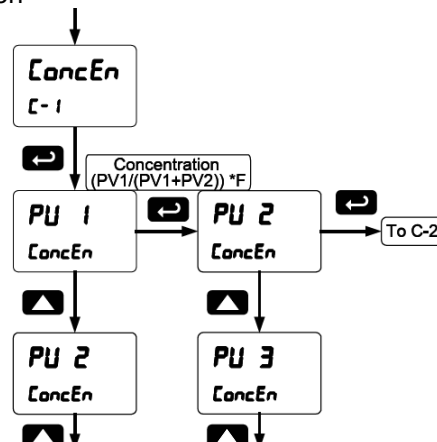 ConcEn
C-1
Concentration
(PV1/(PV1+PV2)) *F
PV 1
ConcEn
PV 2
ConcEn
To C-2
PV 2
ConcEn
PV 3
ConcEn